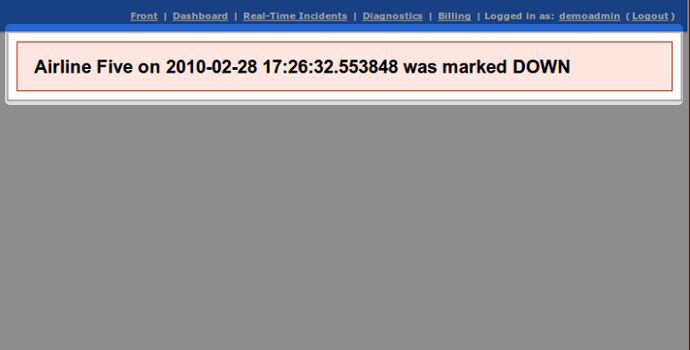 Front | Dashboard | Real-Time Incidents | Diagnostics | Billing | Logged in as: demoadmin (Logout)
Airline Five on 2010-02-28 17:26:32.553848 was marked DOWN